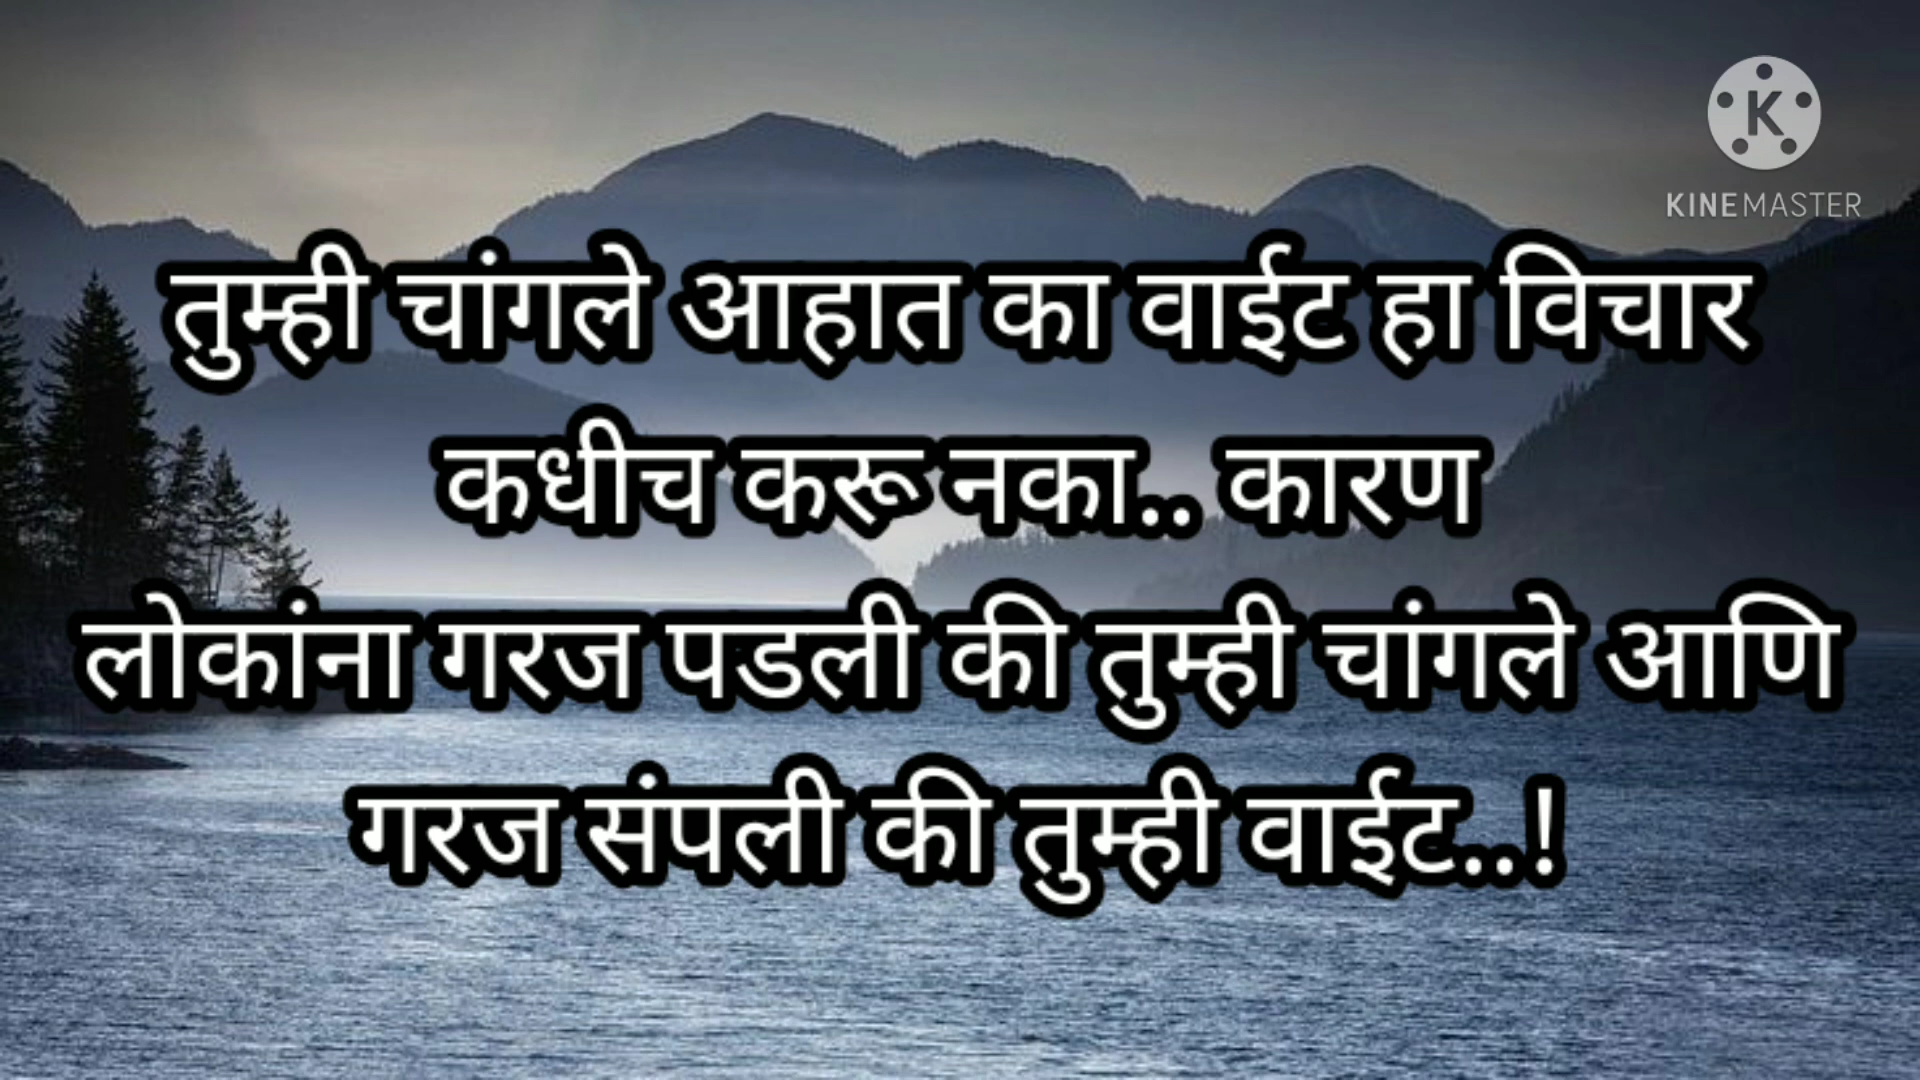 K
KINEMASTER
तुम्ही चांगले आहात का वाईट हा विचार
कधीच करू नका.. कारण
लोकांना गरज पडली की तुम्ही चांगले आणि
गरज संपली की तुम्ही वाईट..!